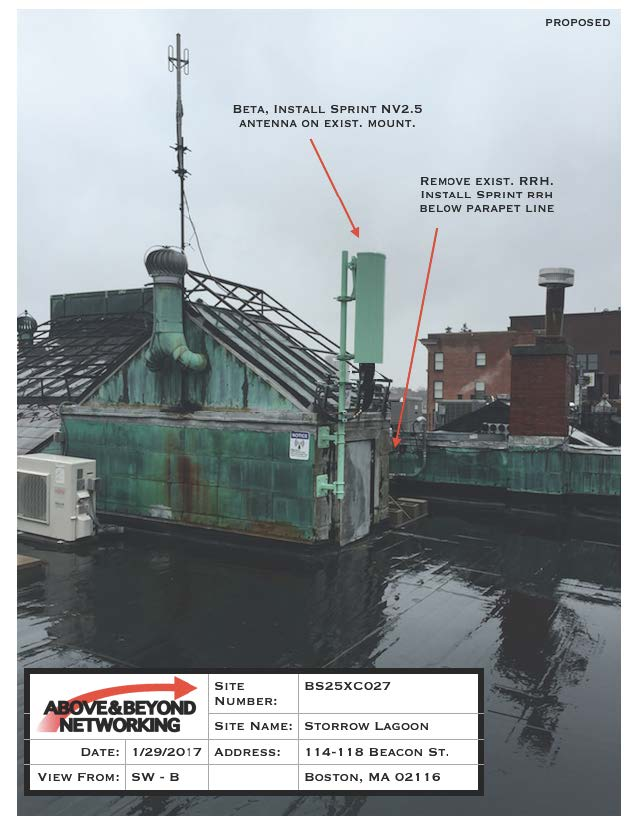 PROPOSED
BETA, INSTALL SPRINT NV2.5
ANTENNA ON EXIST. MOUNT.
REMOVE EXIST. RRH.
INSTALL SPRINT RRH
BELOW PARAPET LINE
NOTICE
ABOVE&BEYOND
NETWORKING
SITE NUMBER: BS25XC027
SITE NAME: STORROW LAGOON
DATE: 1/29/2017 ADDRESS: 114-118 BEACON ST.
VIEW FROM: SW - B BOSTON, MA 02116